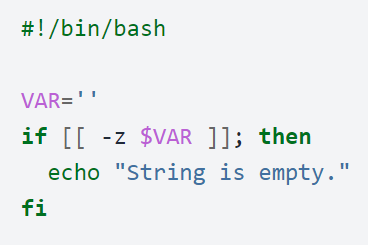 #!/bin/bash

VAR=''
if [[ -z $VAR ]]; then
  echo "String is empty."
fi